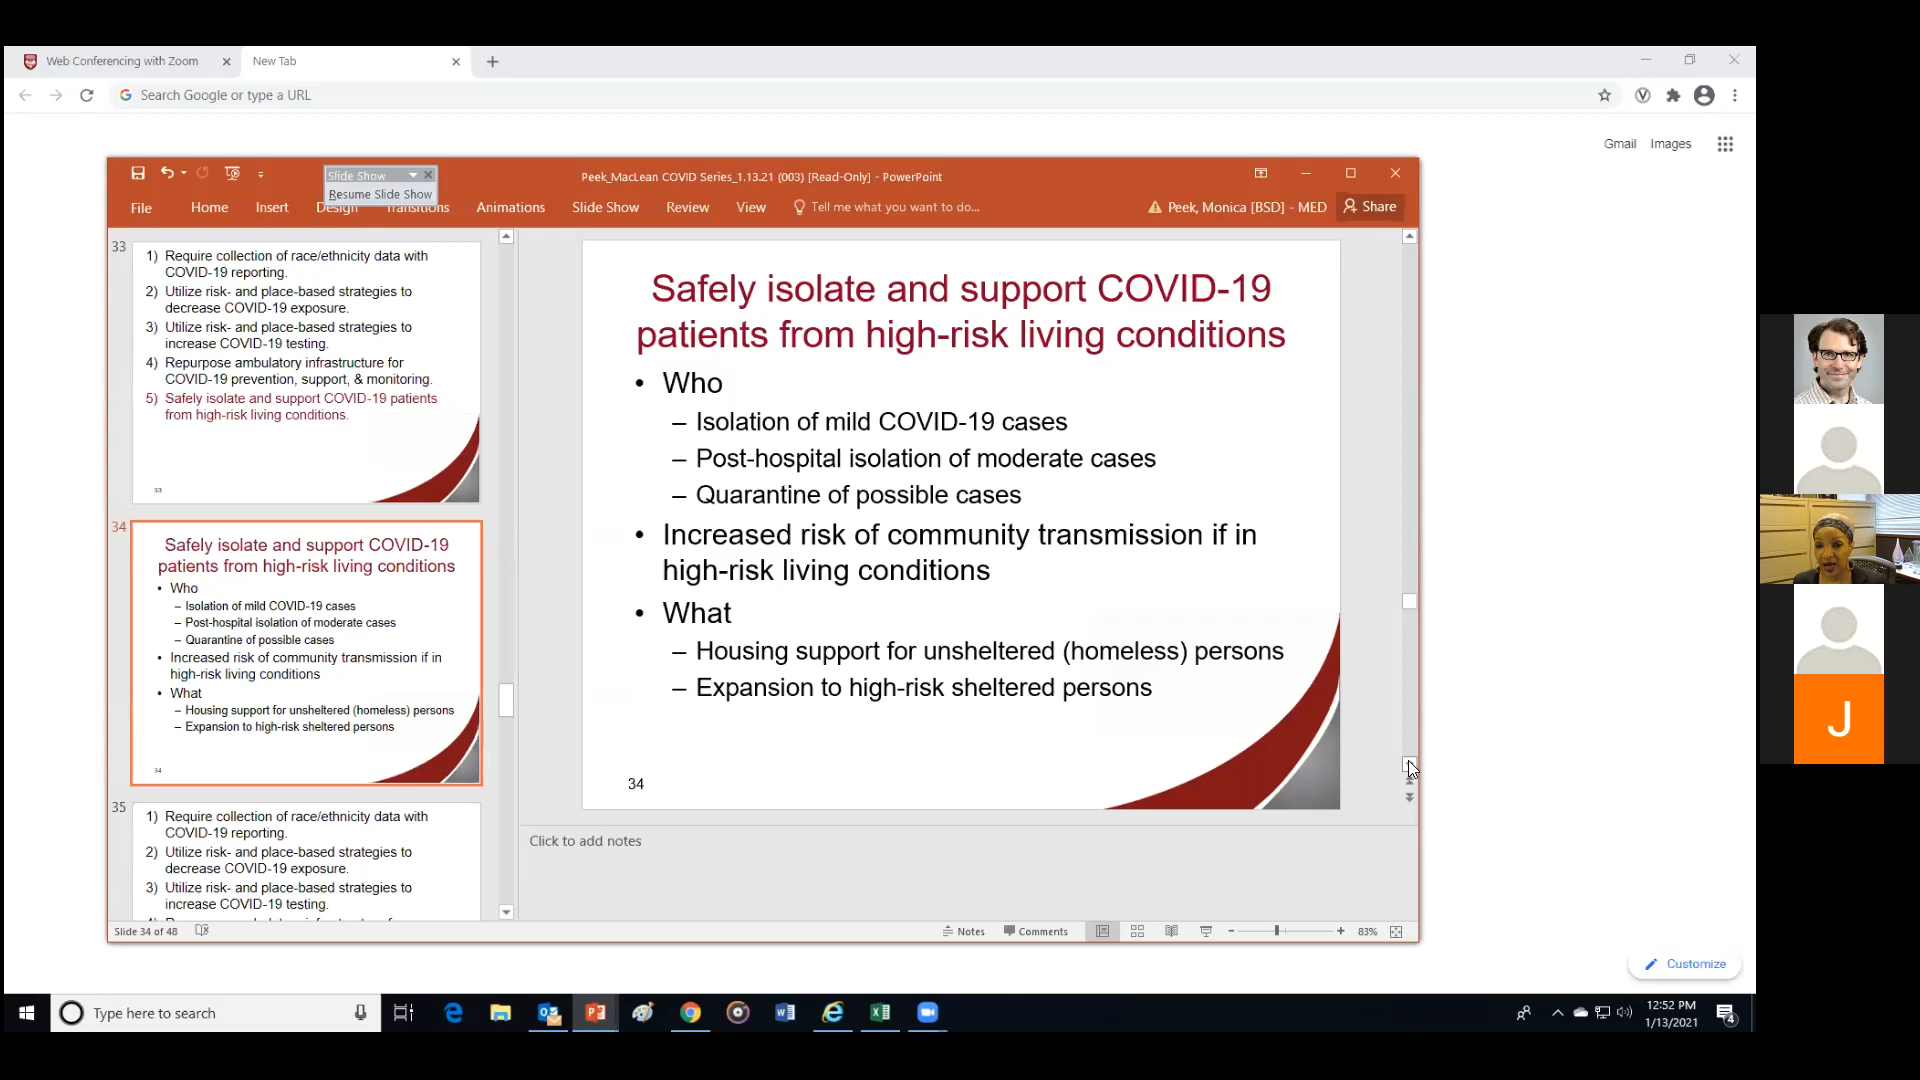 Web Conferencing with Zoom
New Tab
Search Google or type a URL
Gmail Images
Slide Show
Resume Slide Show
Peek_MacLean COVID Series_1.13.21 (003) [Read-Only] - PowerPoint
File Home Insert Design Transitions Animations Slide Show Review View Tell me what you want to do... Peek, Monica [BSD] - MED Share
33
1) Require collection of race/ethnicity data with
COVID-19 reporting.
2) Utilize risk- and place-based strategies to
decrease COVID-19 exposure.
3) Utilize risk- and place-based strategies to
increase COVID-19 testing.
4) Repurpose ambulatory infrastructure for
COVID-19 prevention, support, & monitoring.
5) Safely isolate and support COVID-19 patients
from high-risk living conditions.
33
34
Safely isolate and support COVID-19
patients from high-risk living conditions
• Who
– Isolation of mild COVID-19 cases
– Post-hospital isolation of moderate cases
– Quarantine of possible cases
• Increased risk of community transmission if in
high-risk living conditions
• What
– Housing support for unsheltered (homeless) persons
– Expansion to high-risk sheltered persons
34
35
1) Require collection of race/ethnicity data with
COVID-19 reporting.
2) Utilize risk- and place-based strategies to
decrease COVID-19 exposure.
3) Utilize risk- and place-based strategies to
increase COVID-19 testing.
Safely isolate and support COVID-19
patients from high-risk living conditions
• Who
– Isolation of mild COVID-19 cases
– Post-hospital isolation of moderate cases
– Quarantine of possible cases
• Increased risk of community transmission if in
high-risk living conditions
• What
– Housing support for unsheltered (homeless) persons
– Expansion to high-risk sheltered persons
34
Click to add notes
Slide 34 of 48 Notes Comments 83%
Customize
J
Type here to search
12:52 PM
1/13/2021
4